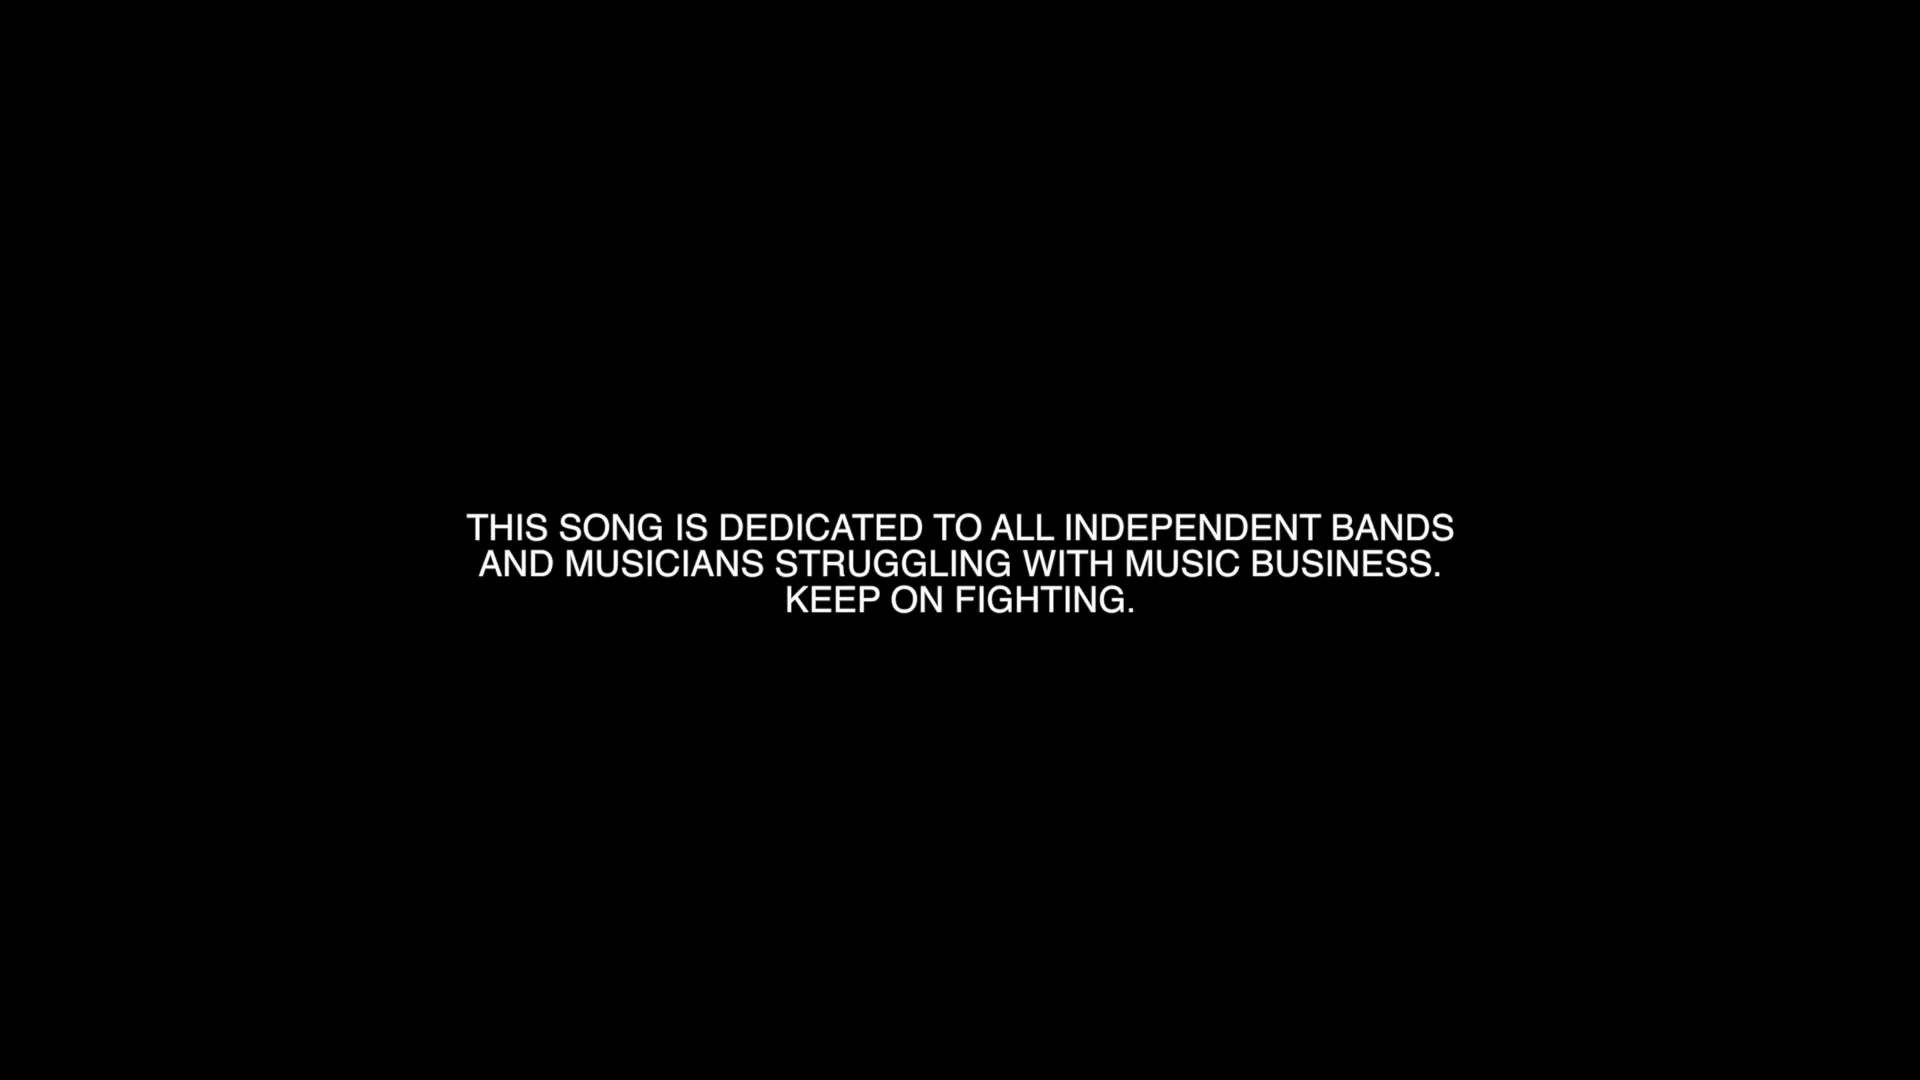 THIS SONG IS DEDICATED TO ALL INDEPENDENT BANDS
AND MUSICIANS STRUGGLING WITH MUSIC BUSINESS.
KEEP ON FIGHTING.